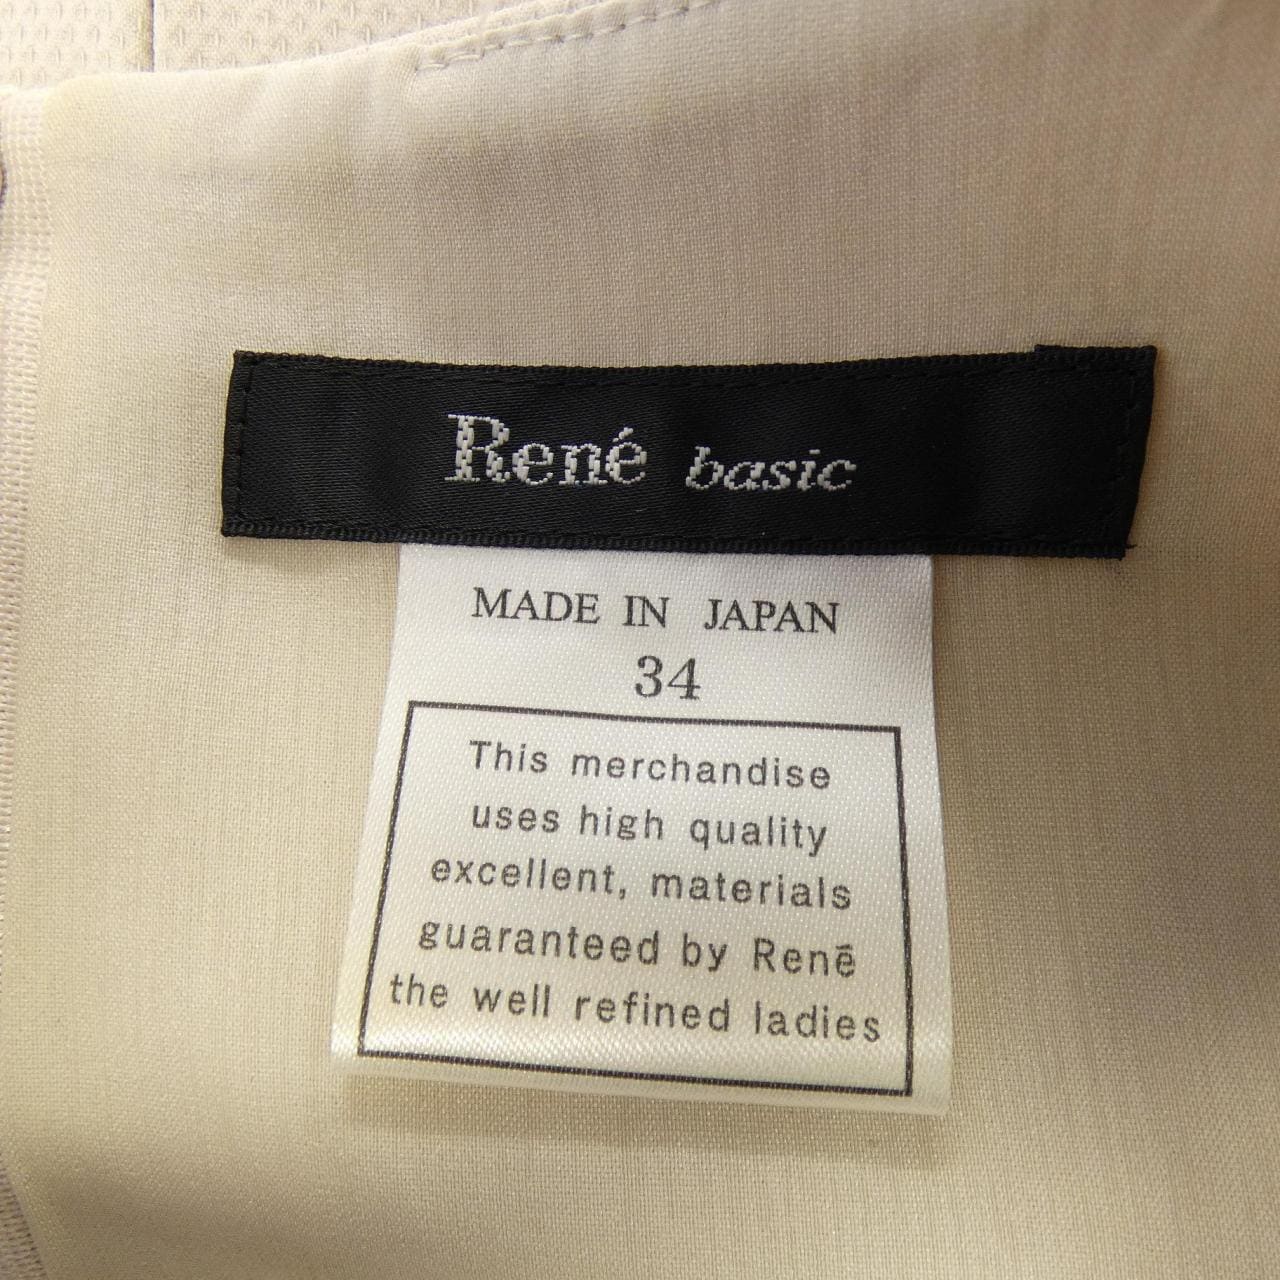 René basic
MADE IN JAPAN
34
This merchandise
uses high quality
excellent, materials
guaranteed by Renē
the well refined ladies